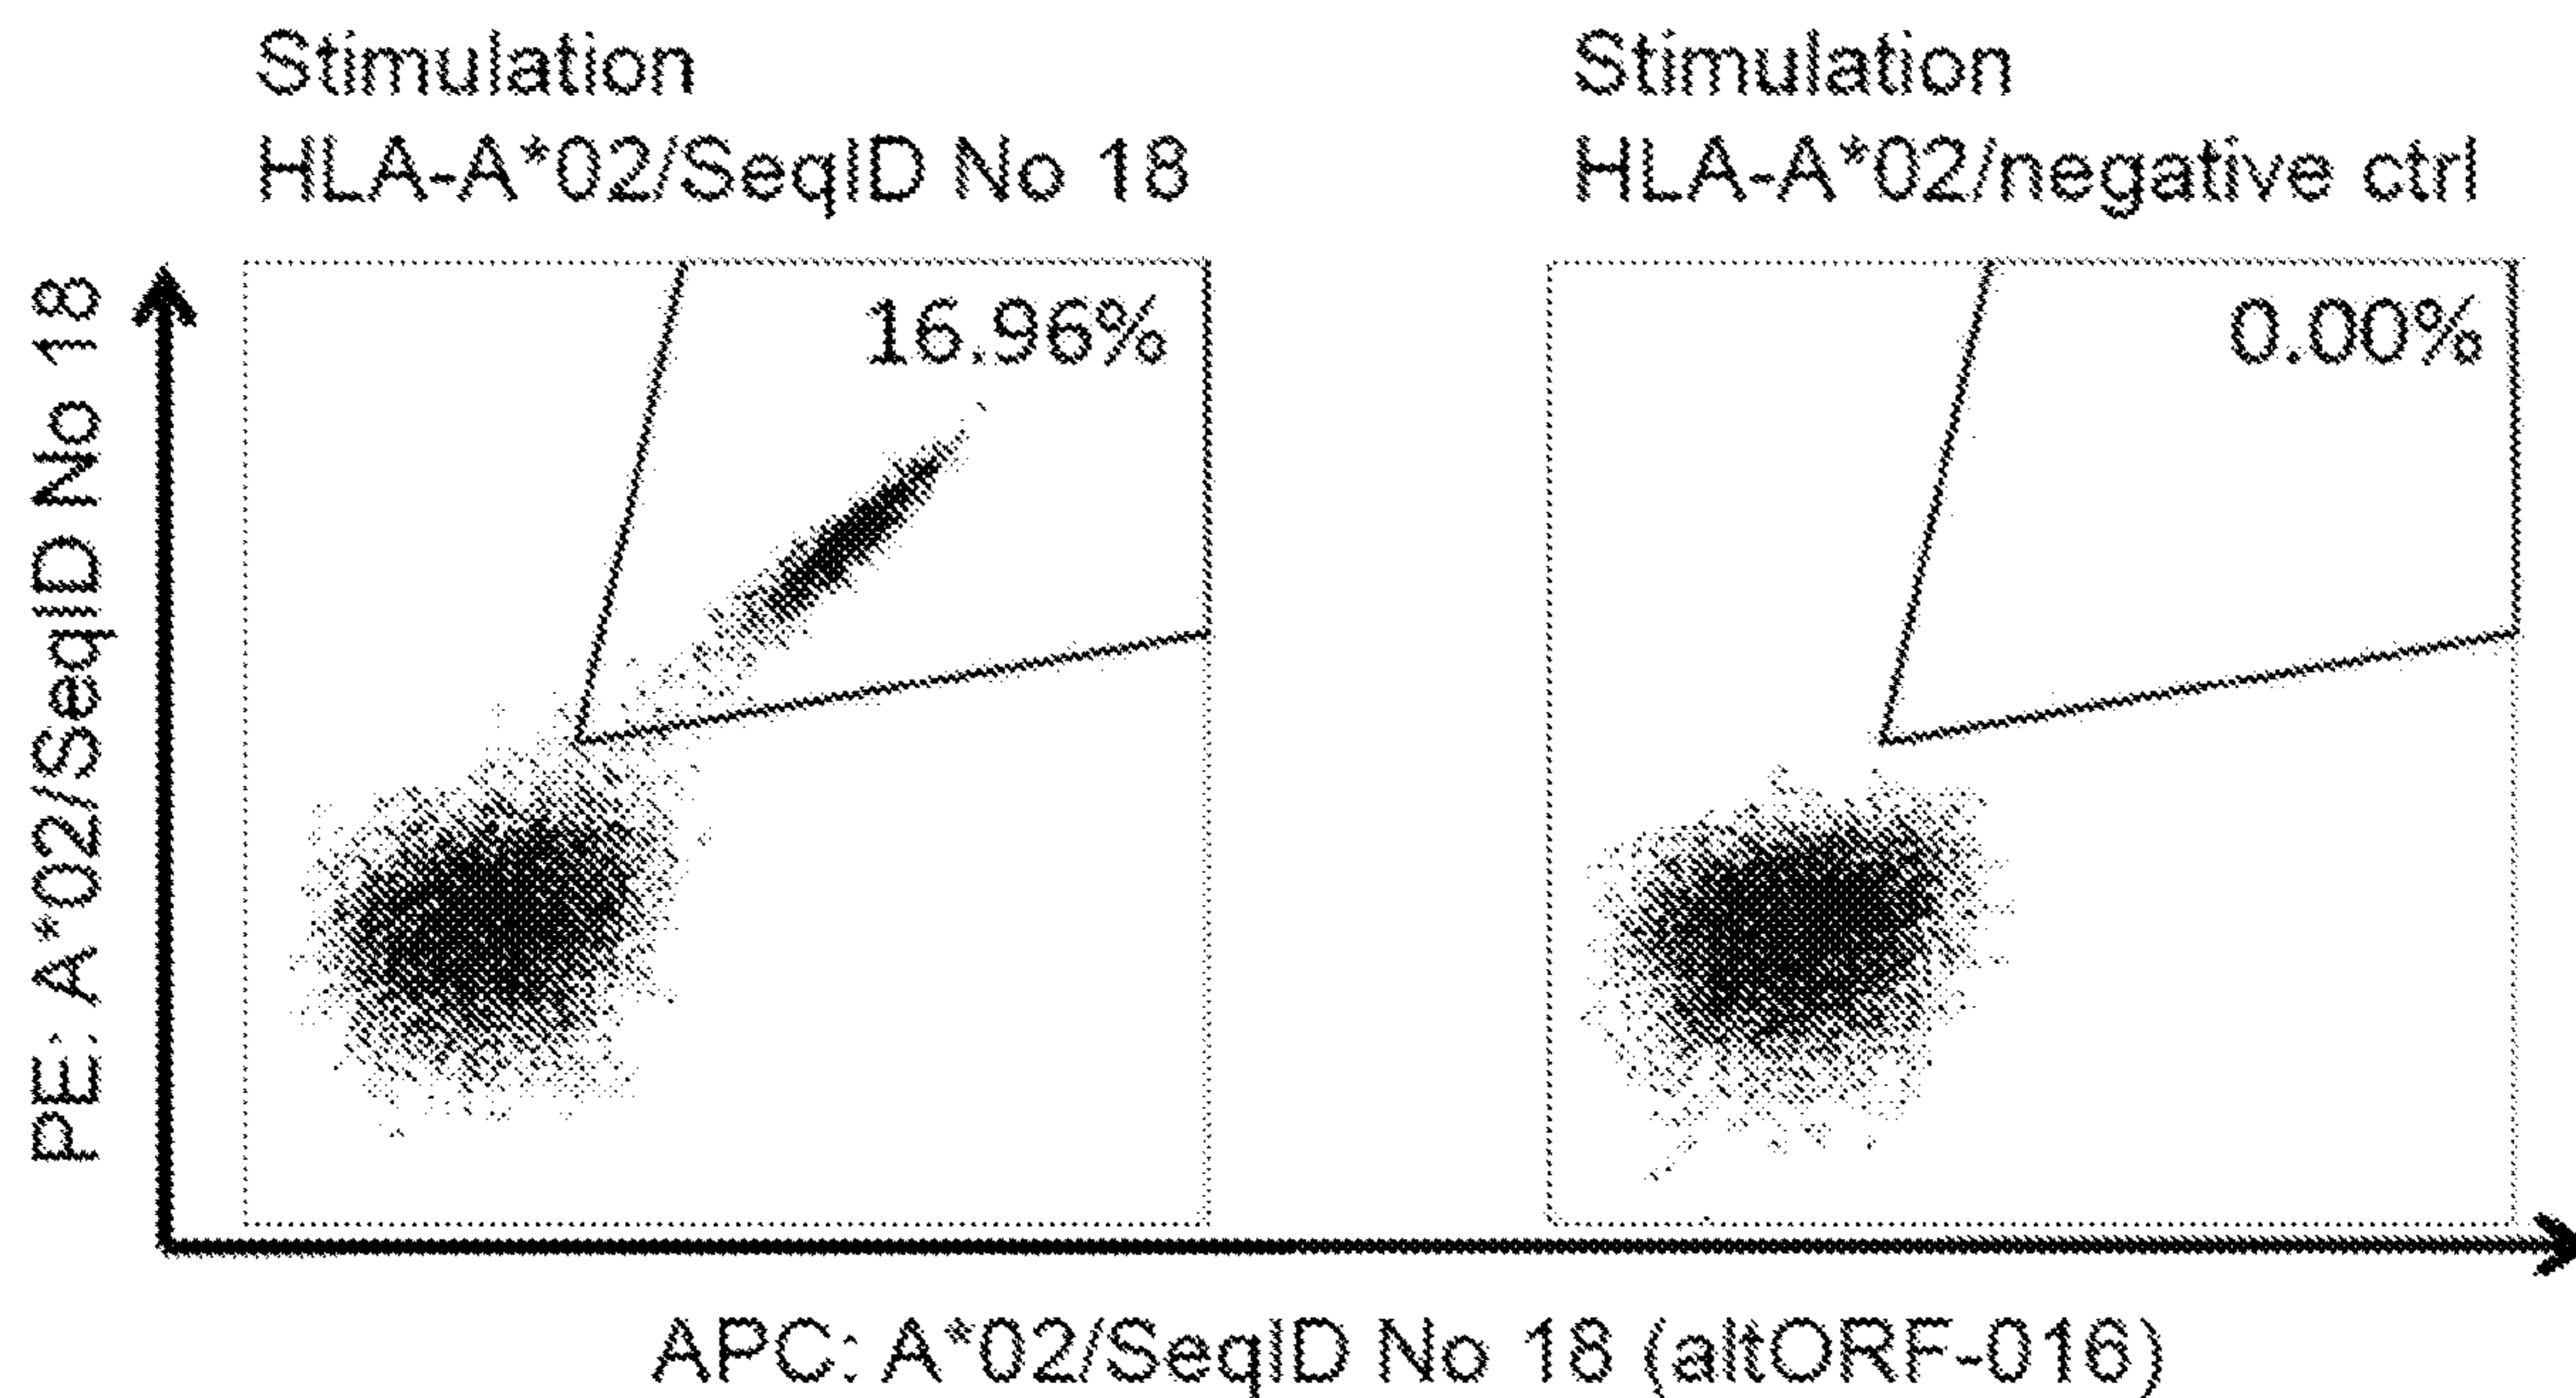 Stimulation
HLA-A*02/SeqID No 18
Stimulation
HLA-A*02/negative ctrl
PE: A*02/SeqID No 18
16.96%
0.00%
APC: A*02/SeqID No 18 (altORF-016)